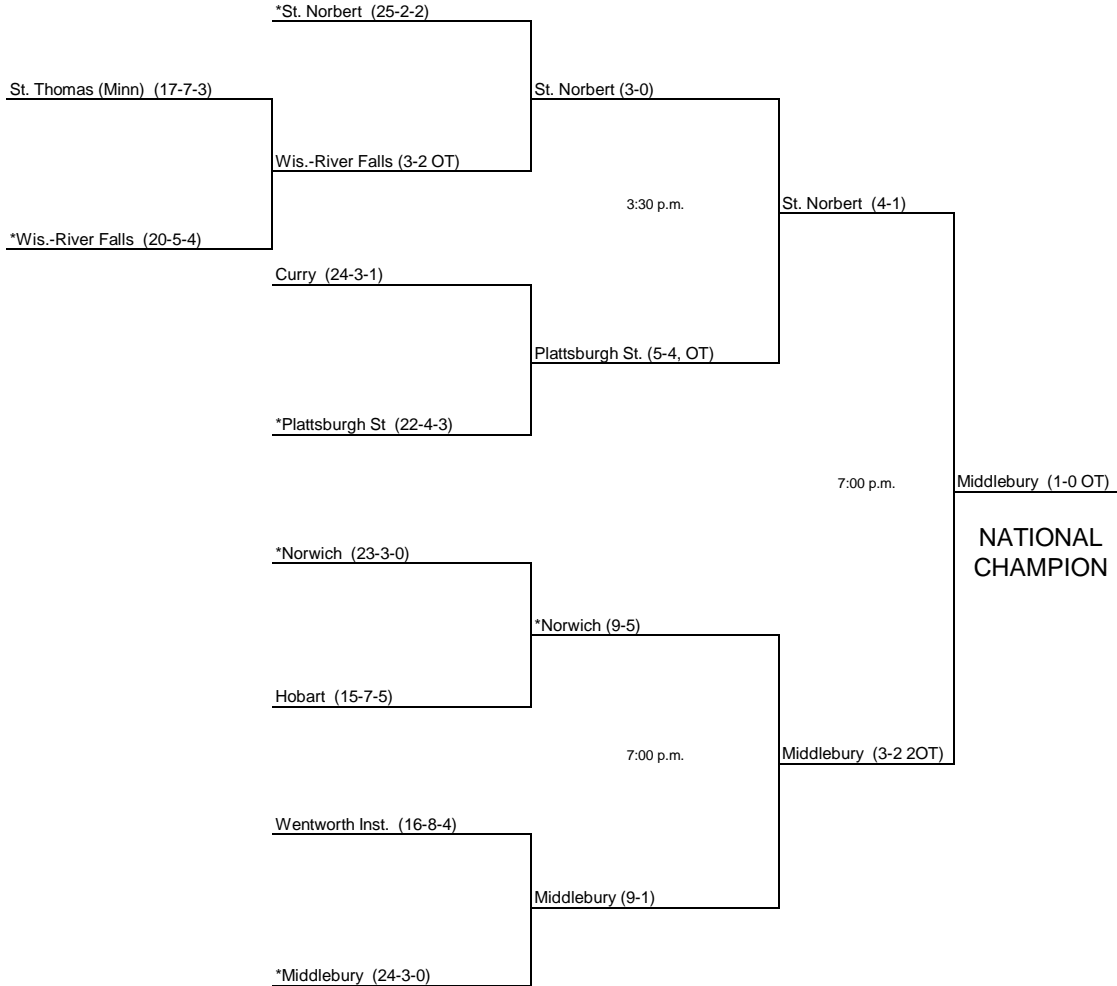 *St. Norbert (25-2-2)
St. Thomas (Minn) (17-7-3)
St. Norbert (3-0)
Wis.-River Falls (3-2 OT)
3:30 p.m.
St. Norbert (4-1)
*Wis.-River Falls (20-5-4)
Curry (24-3-1)
Plattsburgh St. (5-4, OT)
*Plattsburgh St (22-4-3)
7:00 p.m.
Middlebury (1-0 OT)
NATIONAL
CHAMPION
*Norwich (23-3-0)
*Norwich (9-5)
Hobart (15-7-5)
7:00 p.m.
Middlebury (3-2 2OT)
Wentworth Inst. (16-8-4)
Middlebury (9-1)
*Middlebury (24-3-0)